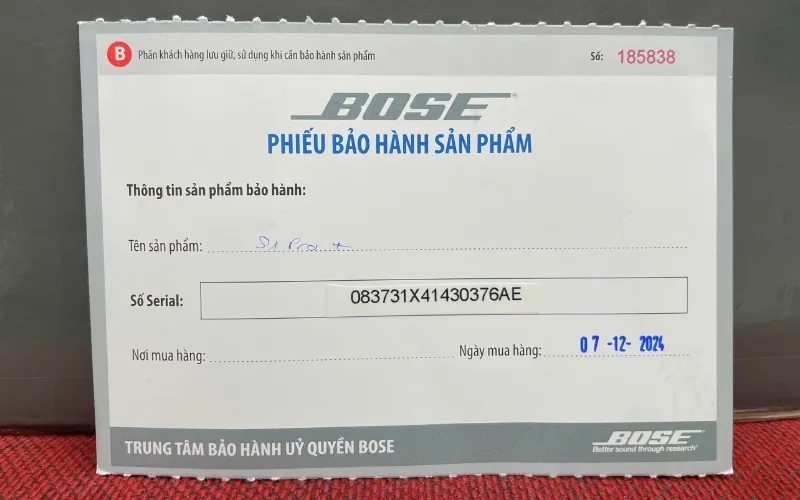 B Phần khách hàng lưu giữ, sử dụng khi cần bảo hành sản phẩm Số: 185838
BOSE
PHIẾU BẢO HÀNH SẢN PHẨM
Thông tin sản phẩm bảo hành:
Tên sản phẩm: S1 Pro +
Số Serial: 083731X41430376AE
Nơi mua hàng: Ngày mua hàng: 07-12-2024
TRUNG TÂM BẢO HÀNH UỶ QUYỀN BOSE
BOSE
Better sound through research